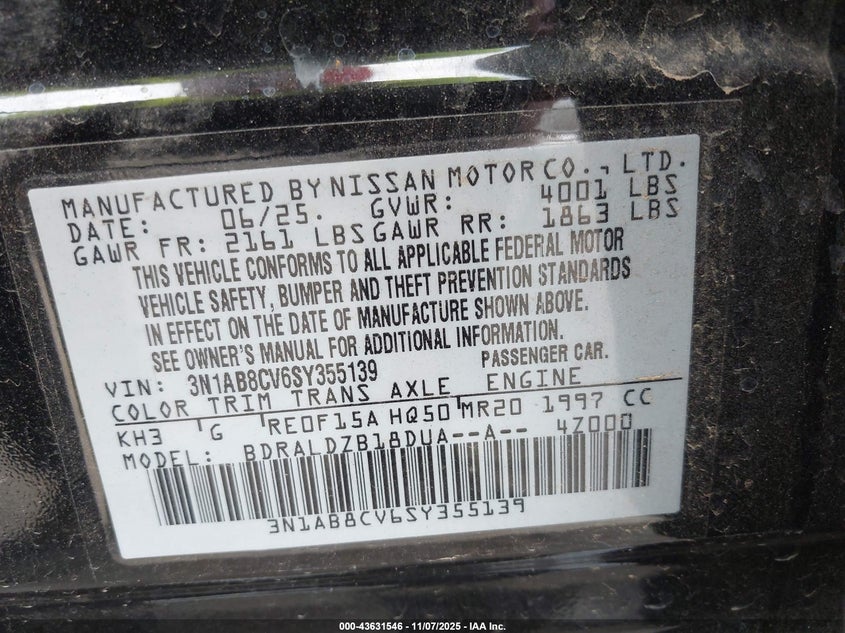 MANUFACTURED BY NISSAN MOTOR CO., LTD.
DATE: 06/25. GVWR: 4001 LBS
GAWR FR: 2161 LBS GAWR RR: 1863 LBS
THIS VEHICLE CONFORMS TO ALL APPLICABLE FEDERAL MOTOR
VEHICLE SAFETY, BUMPER AND THEFT PREVENTION STANDARDS
IN EFFECT ON THE DATE OF MANUFACTURE SHOWN ABOVE.
SEE OWNER'S MANUAL FOR ADDITIONAL INFORMATION.
PASSENGER CAR.
VIN: 3N1AB8CV6SY355139
COLOR TRIM TRANS AXLE ENGINE
KH3 G RE0F15A HQ50 MR20 1997 CC
MODEL: BDRALDZB18DUA--A-- 4Z000
3N1AB8CV6SY355139
000-43631546 - 11/07/2025 - IAA Inc.